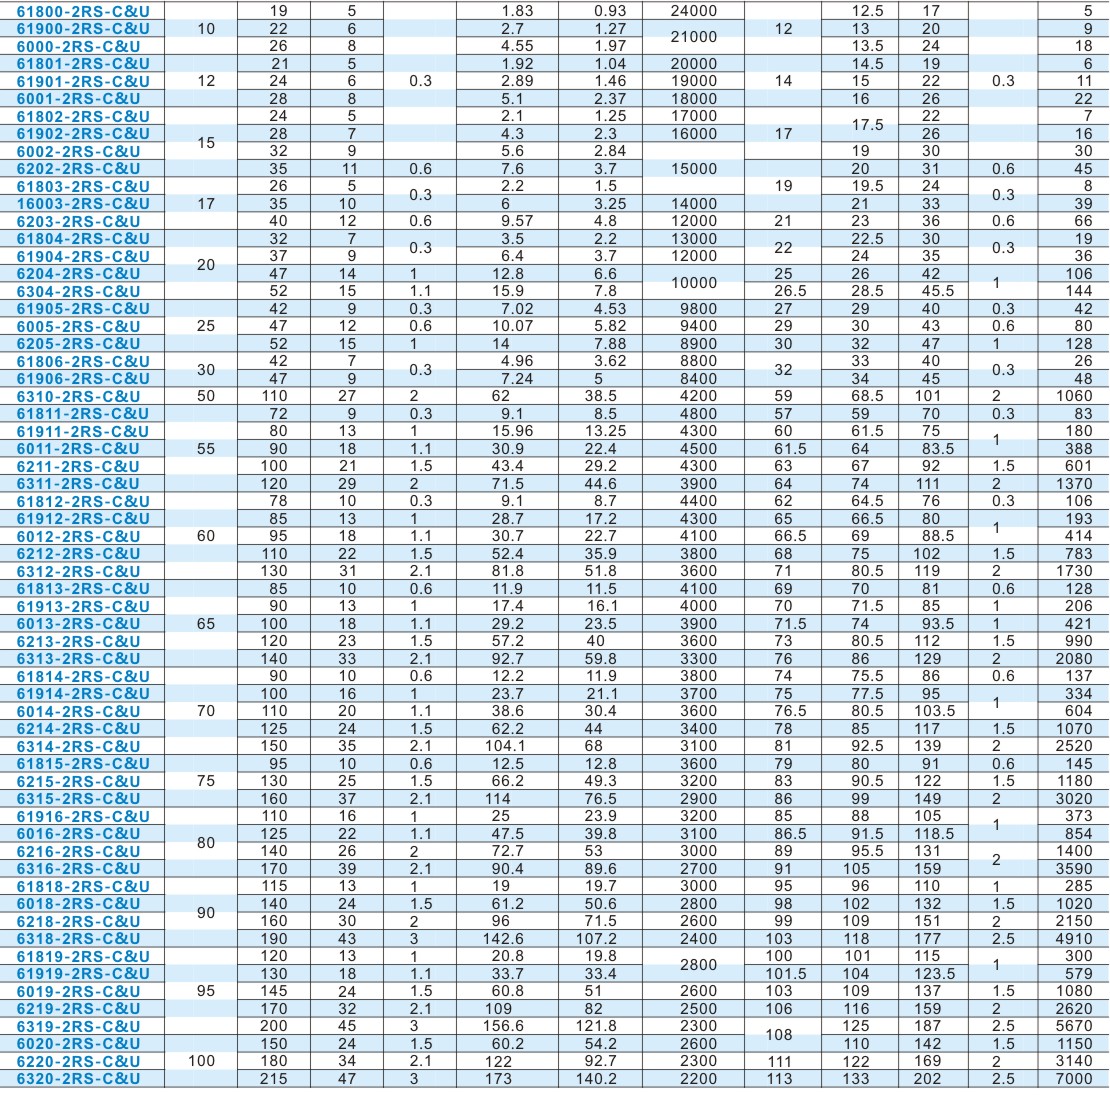 61800-2RS-C&U 19 5 1.83 0.93 24000 12.5 17 5
61900-2RS-C&U 10 22 6 2.7 1.27 21000 12 13 20 9
6000-2RS-C&U 26 8 4.55 1.97 13.5 24 18
61801-2RS-C&U 21 5 1.92 1.04 20000 14.5 19 6
61901-2RS-C&U 12 24 6 0.3 2.89 1.46 19000 14 15 22 0.3 11
6001-2RS-C&U 28 8 5.1 2.37 18000 16 26 22
61802-2RS-C&U 24 5 2.1 1.25 17000 17.5 22 7
61902-2RS-C&U 15 28 7 4.3 2.3 16000 17 26 16
6002-2RS-C&U 32 9 5.6 2.84 19 30 30
6202-2RS-C&U 35 11 0.6 7.6 3.7 15000 20 31 0.6 45
61803-2RS-C&U 26 5 0.3 2.2 1.5 19 19.5 24 0.3 8
16003-2RS-C&U 17 35 10 6 3.25 14000 21 33 39
6203-2RS-C&U 40 12 0.6 9.57 4.8 12000 21 23 36 0.6 66
61804-2RS-C&U 32 7 0.3 3.5 2.2 13000 22 22.5 30 0.3 19
61904-2RS-C&U 20 37 9 6.4 3.7 12000 24 35 36
6204-2RS-C&U 47 14 1 12.8 6.6 10000 25 26 42 1 106
6304-2RS-C&U 52 15 1.1 15.9 7.8 26.5 28.5 45.5 144
61905-2RS-C&U 42 9 0.3 7.02 4.53 9800 27 29 40 0.3 42
6005-2RS-C&U 25 47 12 0.6 10.07 5.82 9400 29 30 43 0.6 80
6205-2RS-C&U 52 15 1 14 7.88 8900 30 32 47 1 128
61806-2RS-C&U 30 42 7 0.3 4.96 3.62 8800 32 33 40 0.3 26
61906-2RS-C&U 47 9 7.24 5 8400 34 45 48
6310-2RS-C&U 50 110 27 2 62 38.5 4200 59 68.5 101 2 1060
61811-2RS-C&U 72 9 0.3 9.1 8.5 4800 57 59 70 0.3 83
61911-2RS-C&U 80 13 1 15.96 13.25 4300 60 61.5 75 1 180
6011-2RS-C&U 55 90 18 1.1 30.9 22.4 4500 61.5 64 83.5 388
6211-2RS-C&U 100 21 1.5 43.4 29.2 4300 63 67 92 1.5 601
6311-2RS-C&U 120 29 2 71.5 44.6 3900 64 74 111 2 1370
61812-2RS-C&U 78 10 0.3 9.1 8.7 4400 62 64.5 76 0.3 106
61912-2RS-C&U 85 13 1 28.7 17.2 4300 65 66.5 80 1 193
6012-2RS-C&U 60 95 18 1.1 30.7 22.7 4100 66.5 69 88.5 414
6212-2RS-C&U 110 22 1.5 52.4 35.9 3800 68 75 102 1.5 783
6312-2RS-C&U 130 31 2.1 81.8 51.8 3600 71 80.5 119 2 1730
61813-2RS-C&U 85 10 0.6 11.9 11.5 4100 69 70 81 0.6 128
61913-2RS-C&U 90 13 1 17.4 16.1 4000 70 71.5 85 1 206
6013-2RS-C&U 65 100 18 1.1 29.2 23.5 3900 71.5 74 93.5 1 421
6213-2RS-C&U 120 23 1.5 57.2 40 3600 73 80.5 112 1.5 990
6313-2RS-C&U 140 33 2.1 92.7 59.8 3300 76 86 129 2 2080
61814-2RS-C&U 90 10 0.6 12.2 11.9 3800 74 75.5 86 0.6 137
61914-2RS-C&U 100 16 1 23.7 21.1 3700 75 77.5 95 1 334
6014-2RS-C&U 70 110 20 1.1 38.6 30.4 3600 76.5 80.5 103.5 604
6214-2RS-C&U 125 24 1.5 62.2 44 3400 78 85 117 1.5 1070
6314-2RS-C&U 150 35 2.1 104.1 68 3100 81 92.5 139 2 2520
61815-2RS-C&U 95 10 0.6 12.5 12.8 3600 79 80 91 0.6 145
6215-2RS-C&U 75 130 25 1.5 66.2 49.3 3200 83 90.5 122 1.5 1180
6315-2RS-C&U 160 37 2.1 114 76.5 2900 86 99 149 2 3020
61916-2RS-C&U 110 16 1 25 23.9 3200 85 88 105 1 373
6016-2RS-C&U 80 125 22 1.1 47.5 39.8 3100 86.5 91.5 118.5 854
6216-2RS-C&U 140 26 2 72.7 53 3000 89 95.5 131 2 1400
6316-2RS-C&U 170 39 2.1 90.4 89.6 2700 91 105 159 3590
61818-2RS-C&U 115 13 1 19 19.7 3000 95 96 110 1 285
6018-2RS-C&U 90 140 24 1.5 61.2 50.6 2800 98 102 132 1.5 1020
6218-2RS-C&U 160 30 2 96 71.5 2600 99 109 151 2 2150
6318-2RS-C&U 190 43 3 142.6 107.2 2400 103 118 177 2.5 4910
61819-2RS-C&U 120 13 1 20.8 19.8 2800 100 101 115 1 300
61919-2RS-C&U 130 18 1.1 33.7 33.4 101.5 104 123.5 579
6019-2RS-C&U 95 145 24 1.5 60.8 51 2600 103 109 137 1.5 1080
6219-2RS-C&U 170 32 2.1 109 82 2500 106 116 159 2 2620
6319-2RS-C&U 200 45 3 156.6 121.8 2300 108 125 187 2.5 5670
6020-2RS-C&U 150 24 1.5 60.2 54.2 2600 110 142 1.5 1150
6220-2RS-C&U 100 180 34 2.1 122 92.7 2300 111 122 169 2 3140
6320-2RS-C&U 215 47 3 173 140.2 2200 113 133 202 2.5 7000